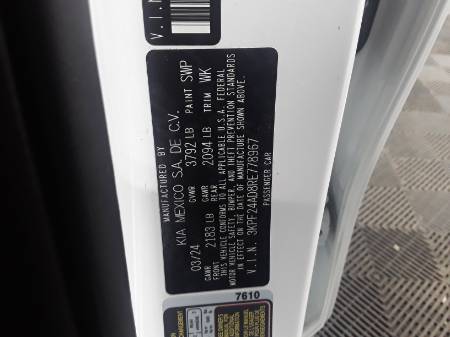 V.I.N.
MANUFACTURED BY
KIA MEXICO S.A. DE C.V.
03/24 GVWR 3792 LB PAINT SWP
GAWR FRONT 2183 LB GAWR REAR 2094 LB TRIM WK
THIS VEHICLE CONFORMS TO ALL APPLICABLE U.S.A. FEDERAL
MOTOR VEHICLE SAFETY, BUMPER, AND THEFT PREVENTION STANDARDS
IN EFFECT ON THE DATE OF MANUFACTURE SHOWN ABOVE.
V.I.N. 3KPF24AD8RE778967
PASSENGER CAR
7610